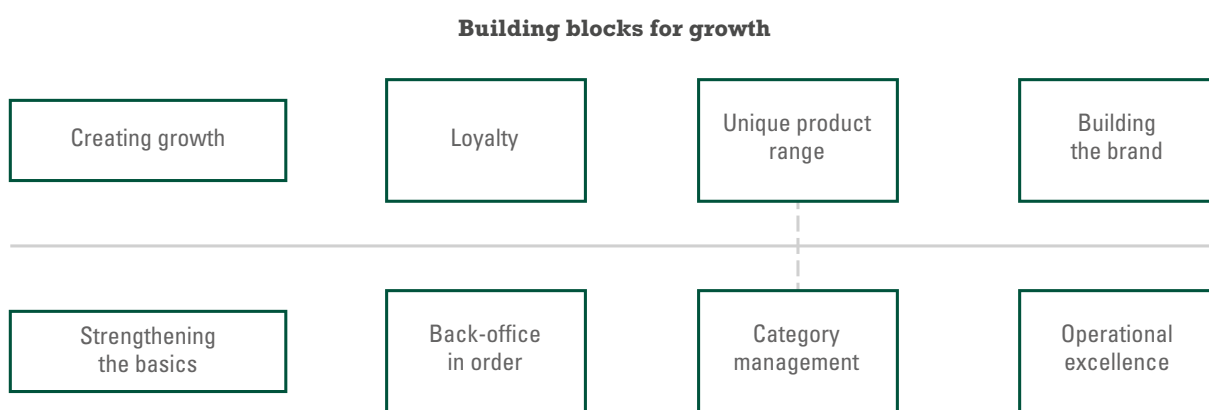 Building blocks for growth
Creating growth
Loyalty
Unique product
range
Building
the brand
Strengthening
the basics
Back-office
in order
Category
management
Operational
excellence